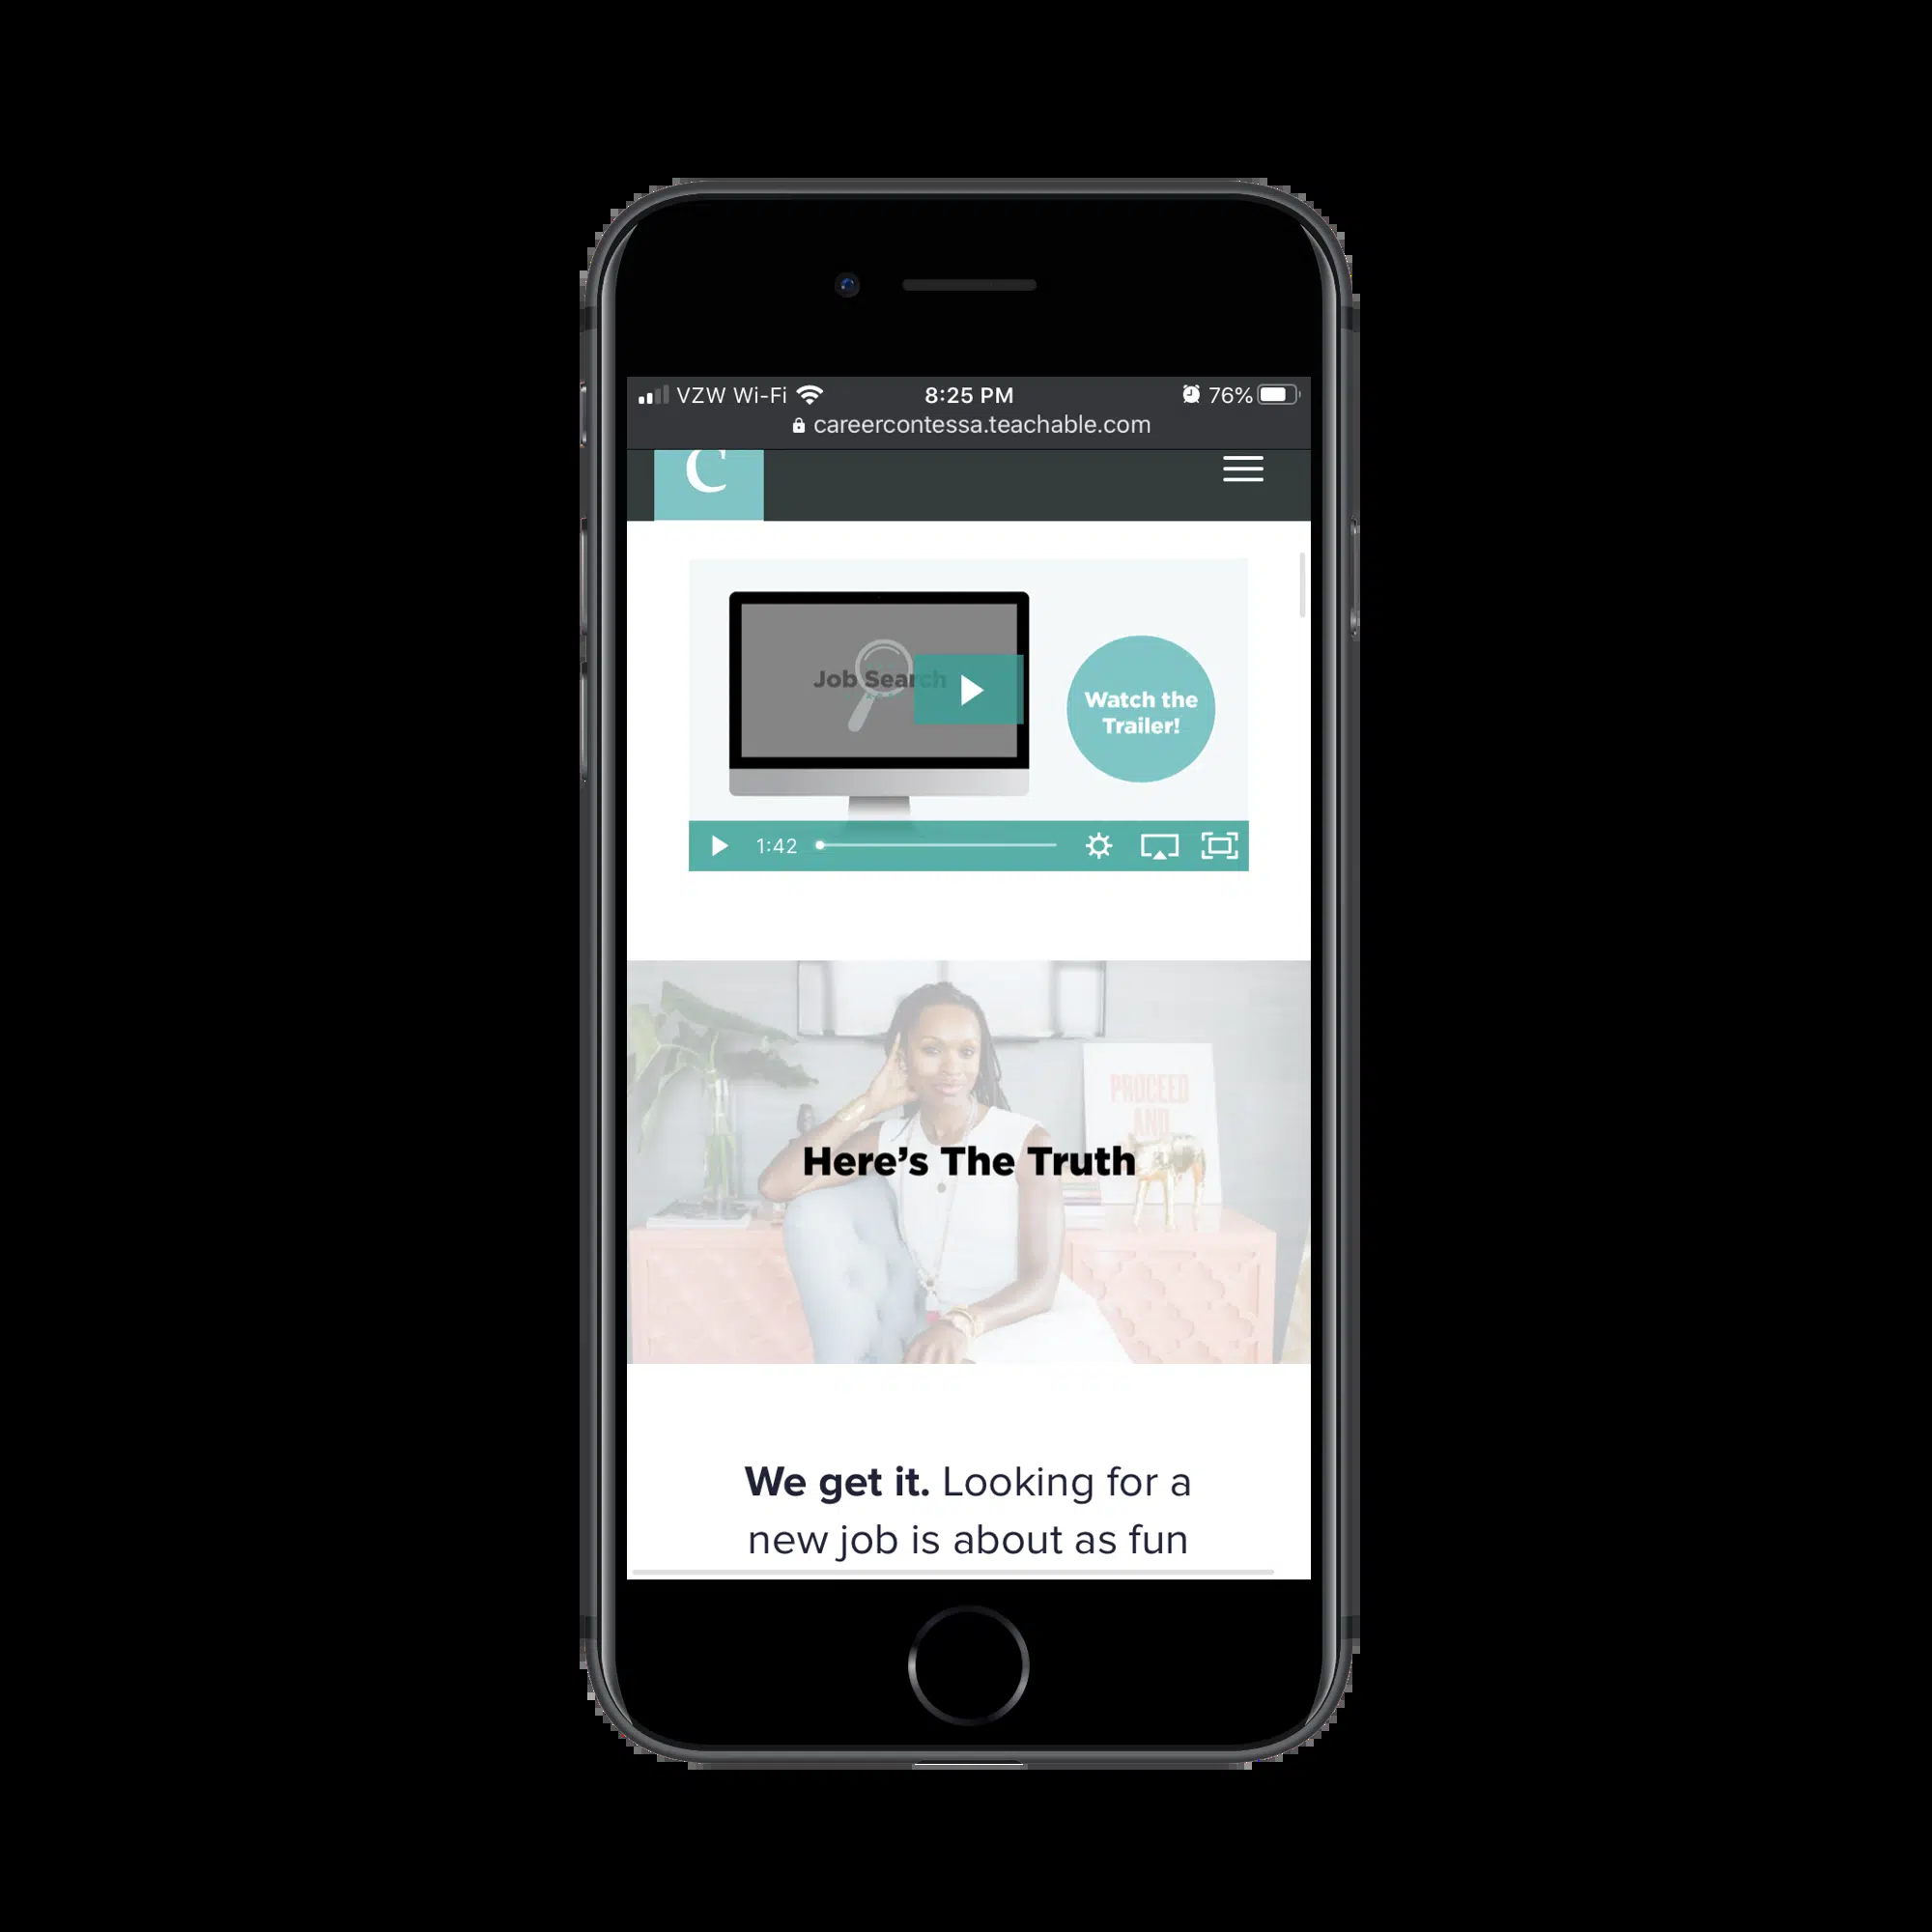 VZW Wi-Fi 8:25 PM 76%
careercontessa.teachable.com
C
Job Search
Watch the
Trailer!
1:42
PROCEED
AND
Here's The Truth
We get it. Looking for a
new job is about as fun